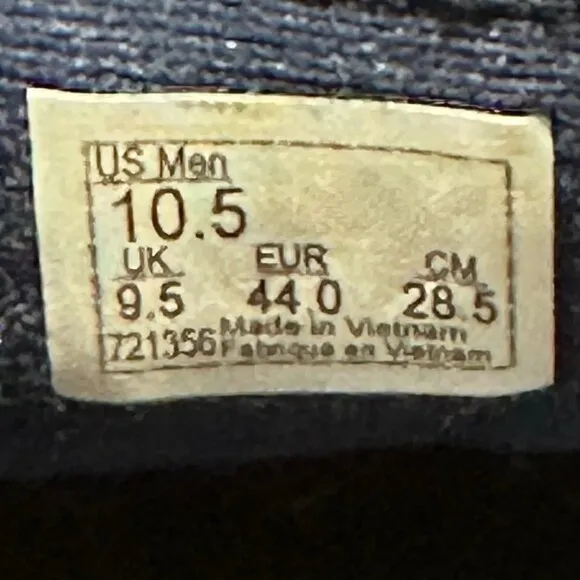 US Men
10.5
UK EUR CM
9.5 44.0 28.5
721356 Made in Vietnam
Fabriqué en Vietnam